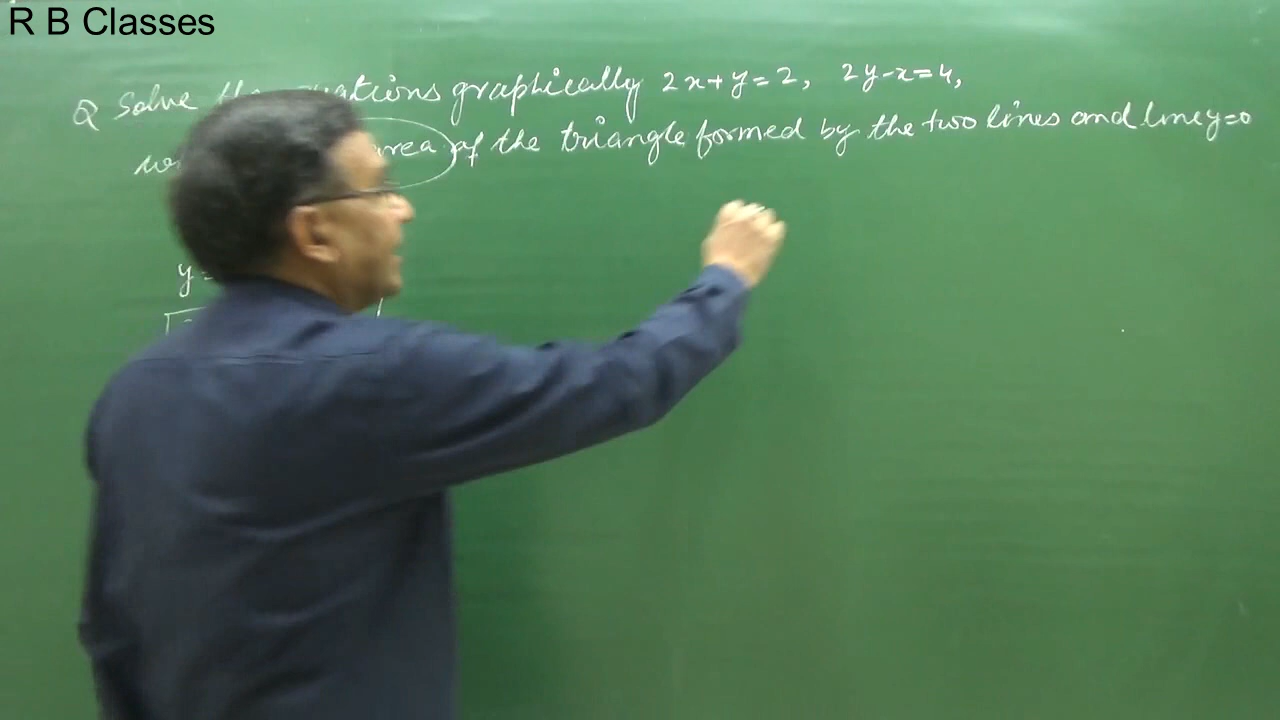 R B Classes
Q Solve the equations graphically 2x+y=2, 2y-x=4,
area of the triangle formed by the two lines and line y=0
y=